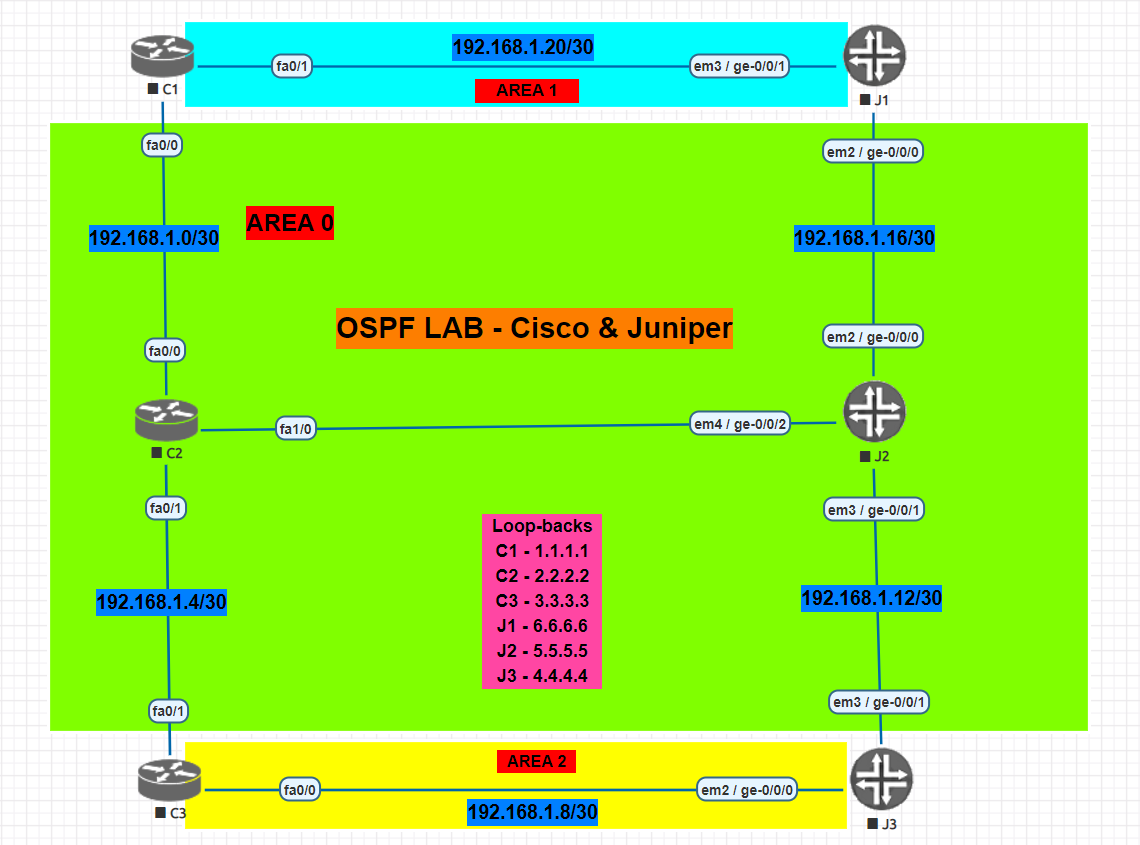 192.168.1.20/30
fa0/1
em3 / ge-0/0/1
AREA 1
C1
J1
fa0/0
em2 / ge-0/0/0
AREA 0
192.168.1.0/30
192.168.1.16/30
OSPF LAB - Cisco & Juniper
fa0/0
em2 / ge-0/0/0
fa1/0
em4 / ge-0/0/2
C2
J2
fa0/1
em3 / ge-0/0/1
Loop-backs
C1 - 1.1.1.1
C2 - 2.2.2.2
C3 - 3.3.3.3
J1 - 6.6.6.6
J2 - 5.5.5.5
J3 - 4.4.4.4
192.168.1.4/30
192.168.1.12/30
fa0/1
em3 / ge-0/0/1
AREA 2
fa0/0
em2 / ge-0/0/0
192.168.1.8/30
C3
J3